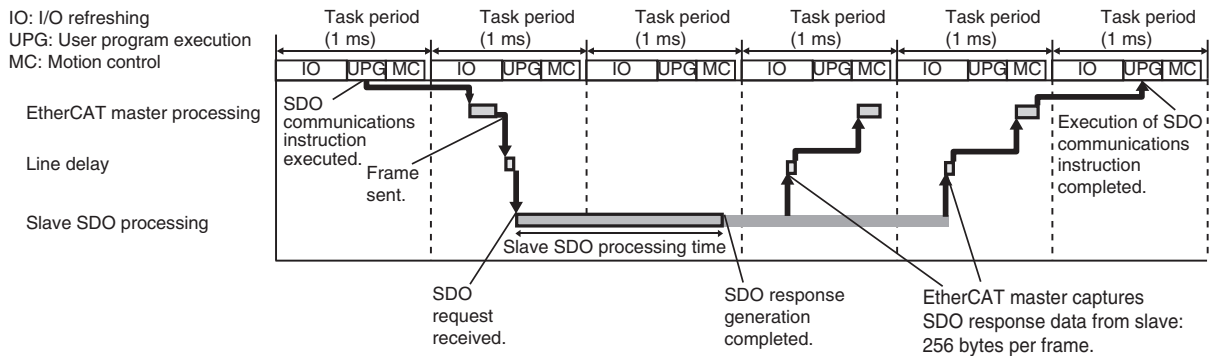 IO: I/O refreshing
UPG: User program execution
MC: Motion control
Task period
(1 ms)
Task period
(1 ms)
Task period
(1 ms)
Task period
(1 ms)
Task period
(1 ms)
Task period
(1 ms)
IO UPG MC IO UPG MC IO UPG MC IO UPG MC IO UPG MC IO UPG MC
EtherCAT master processing
SDO
communications
instruction
executed.
Execution of SDO
communications
instruction
completed.
Line delay
Frame
sent.
Slave SDO processing
Slave SDO processing time
SDO
request
received.
SDO response
generation
completed.
EtherCAT master captures
SDO response data from slave:
256 bytes per frame.